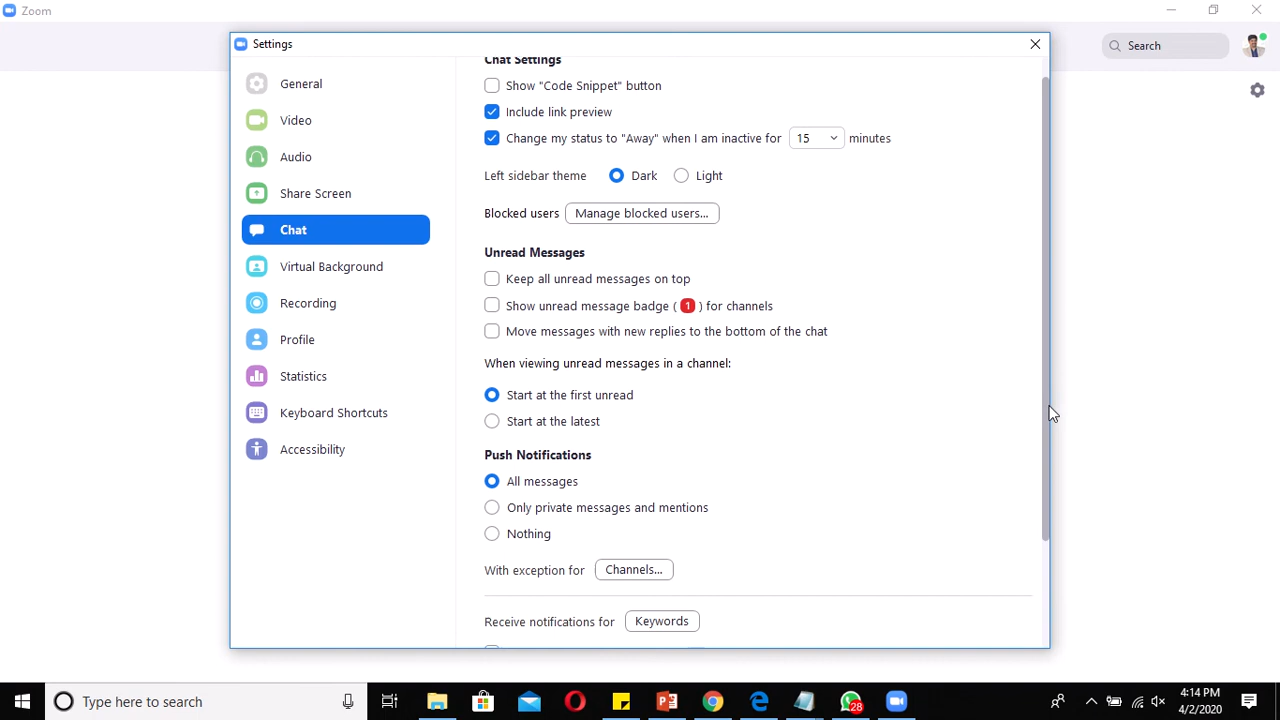 Zoom
Settings
Search
General
Video
Audio
Share Screen
Chat
Virtual Background
Recording
Profile
Statistics
Keyboard Shortcuts
Accessibility
Chat Settings
Show "Code Snippet" button
Include link preview
Change my status to "Away" when I am inactive for 15 minutes
Left sidebar theme Dark Light
Blocked users Manage blocked users...
Unread Messages
Keep all unread messages on top
Show unread message badge ( 1 ) for channels
Move messages with new replies to the bottom of the chat
When viewing unread messages in a channel:
Start at the first unread
Start at the latest
Push Notifications
All messages
Only private messages and mentions
Nothing
With exception for Channels...
Receive notifications for Keywords
Type here to search
28
4:14 PM
4/2/2020